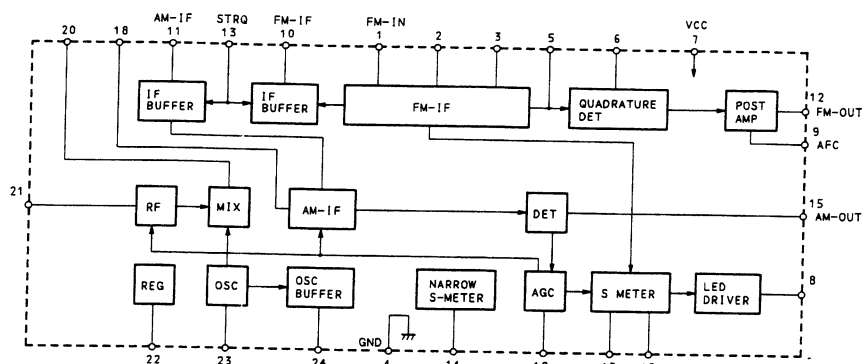 20 18 AM-IF 11 STRQ 13 FM-IF 10 FM-IN 1 2 3 5 6 VCC 7
IF BUFFER
IF BUFFER
FM-IF
QUADRATURE DET
POST AMP
12 FM-OUT
9 AFC
21
RF
MIX
AM-IF
DET
15 AM-OUT
REG
OSC
OSC BUFFER
NARROW S-METER
AGC
S METER
LED DRIVER
8
GND
22 23 24